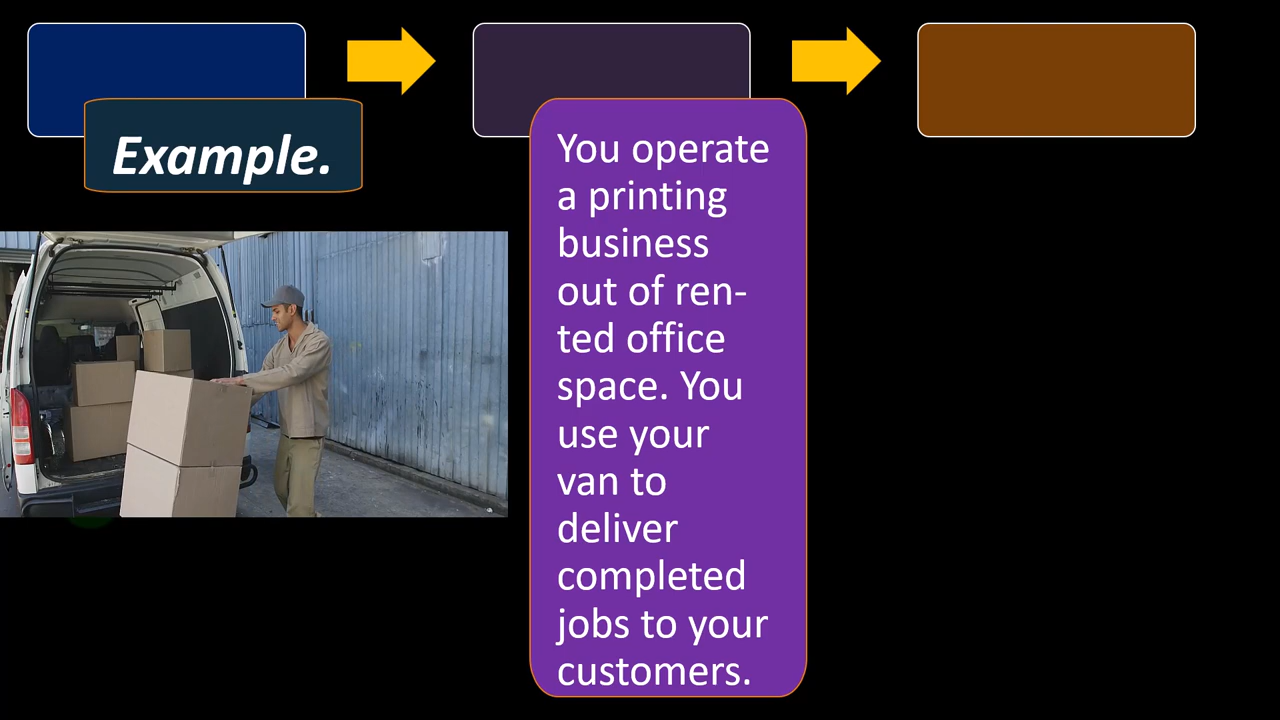 Example.
You operate
a printing
business
out of ren-
ted office
space. You
use your
van to
deliver
completed
jobs to your
customers.